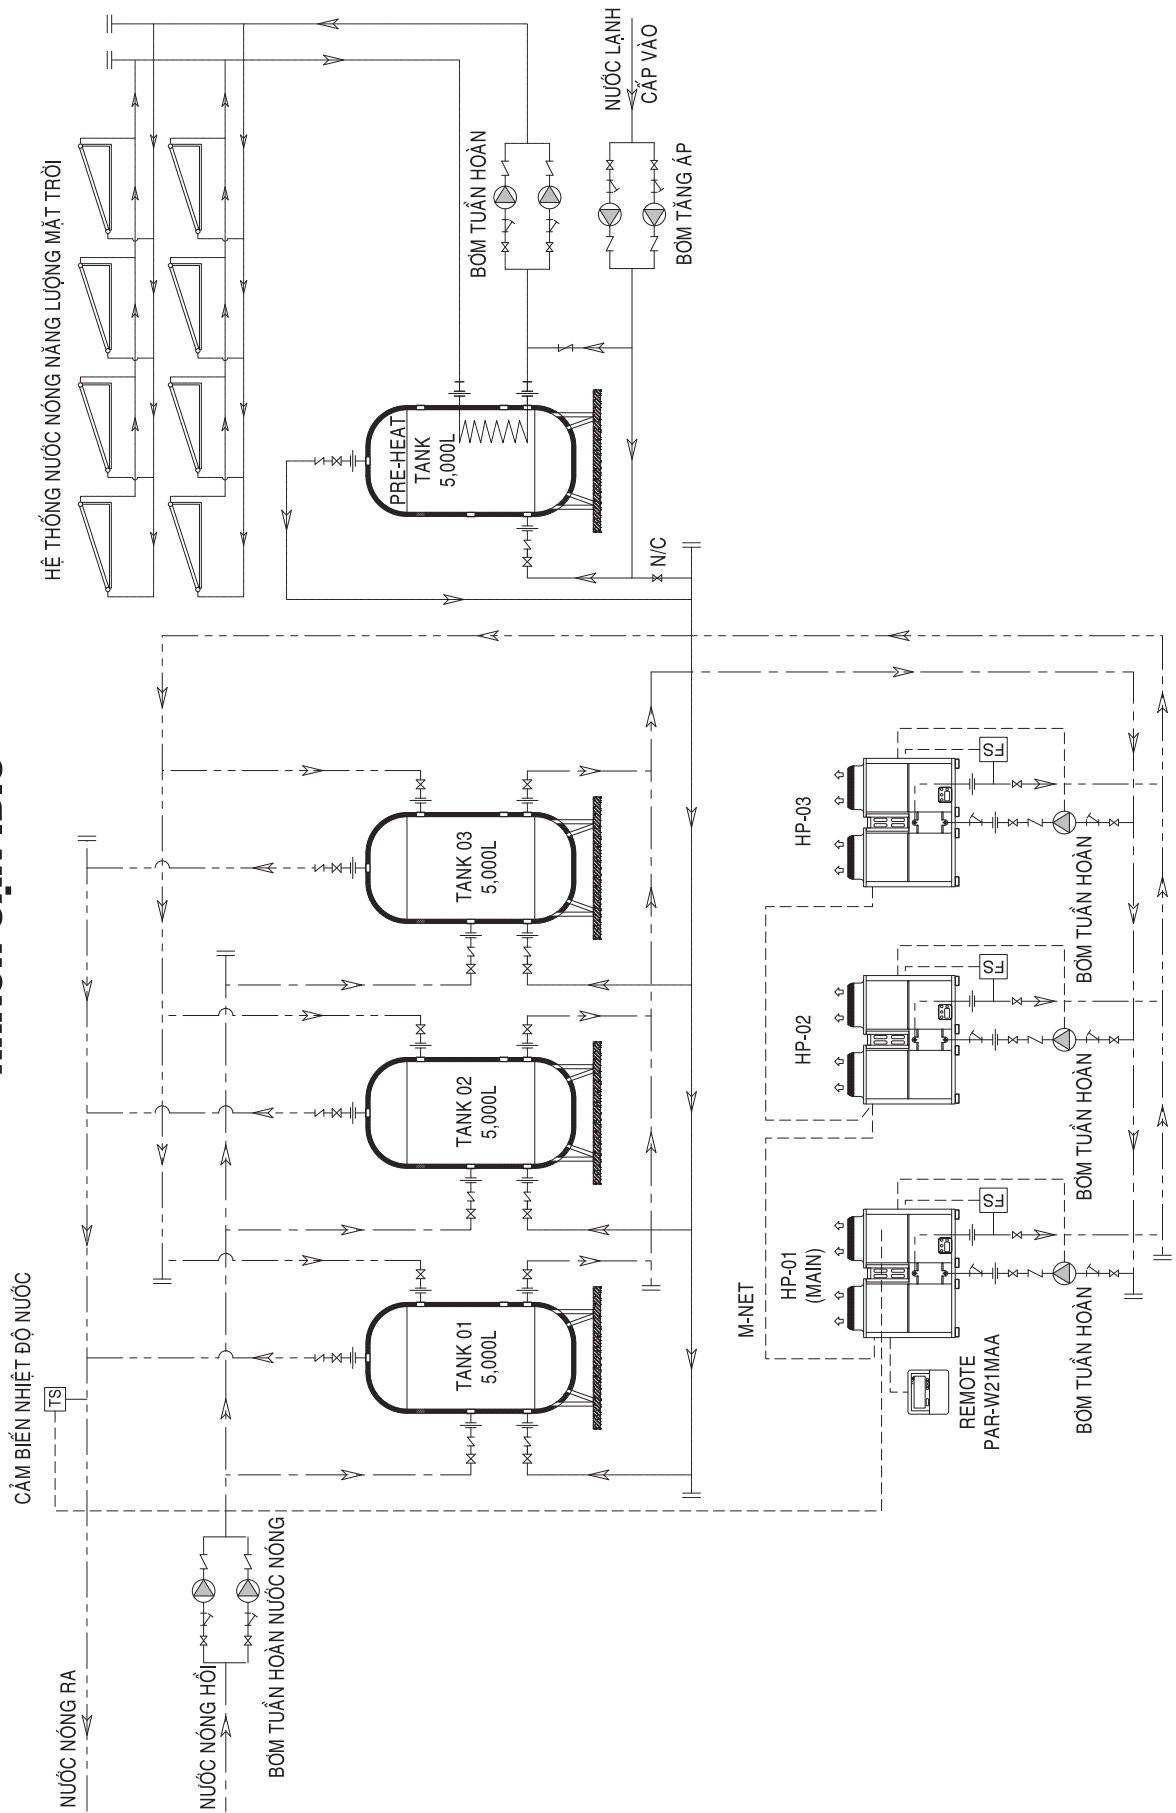 CẢM BIẾN NHIỆT ĐỘ NƯỚC
TS
HỆ THỐNG NƯỚC NÓNG NĂNG LƯỢNG MẶT TRỜI
NƯỚC NÓNG RA
NƯỚC NÓNG HỒI
BƠM TUẦN HOÀN NƯỚC NÓNG
TANK 01
5,000L
TANK 02
5,000L
TANK 03
5,000L
PRE-HEAT
TANK
5,000L
BƠM TUẦN HOÀN
NƯỚC LẠNH
CẤP VÀO
BƠM TĂNG ÁP
N/C
M-NET
HP-01
(MAIN)
HP-02
HP-03
REMOTE
PAR-W21MAA
FS
FS
FS
BƠM TUẦN HOÀN
BƠM TUẦN HOÀN
BƠM TUẦN HOÀN